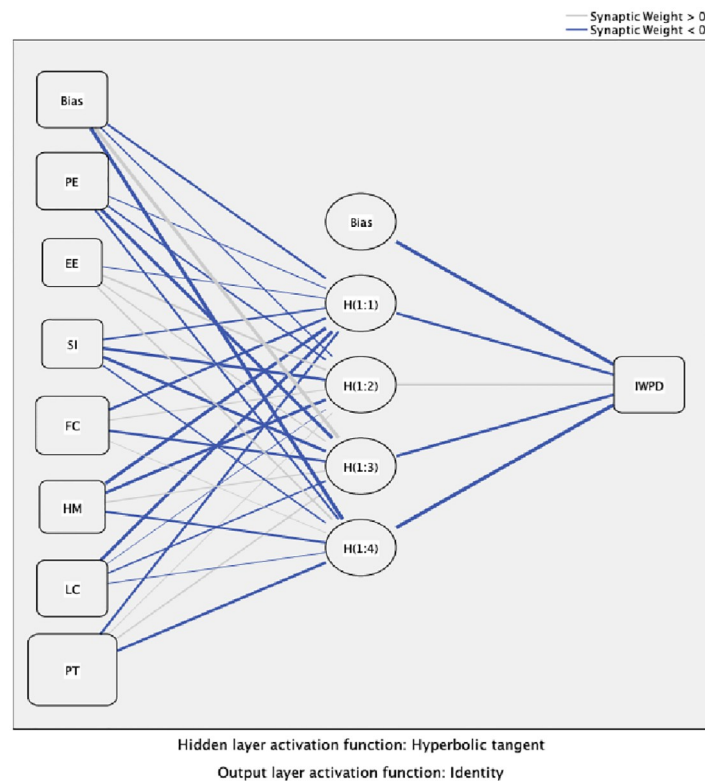 Synaptic Weight > 0
Synaptic Weight < 0
Bias
PE
EE
SI
FC
HM
LC
PT
Bias
H(1:1)
H(1:2)
H(1:3)
H(1:4)
IWPD
Hidden layer activation function: Hyperbolic tangent
Output layer activation function: Identity